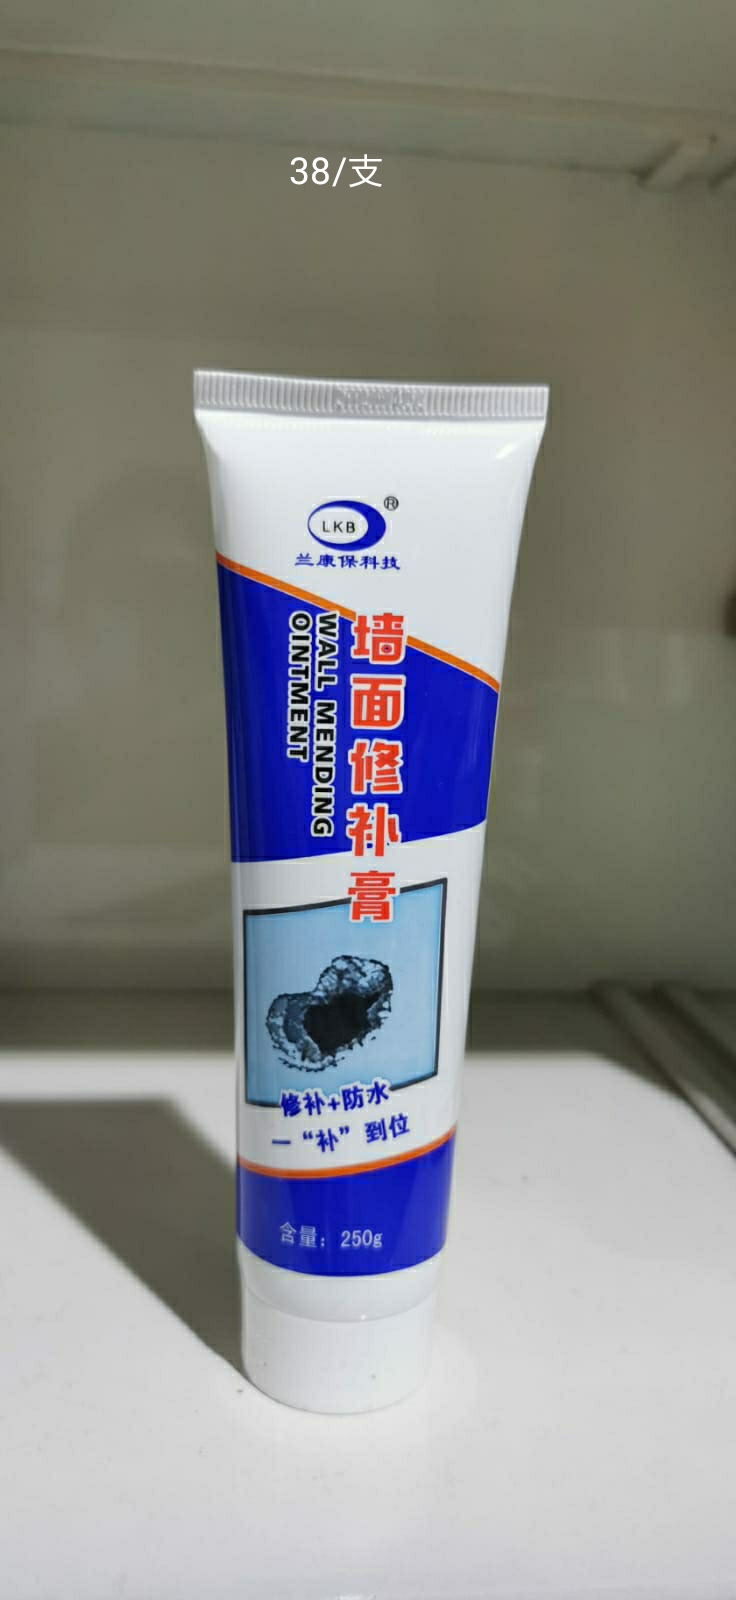 38/支
LKB
®
兰康保科技
墙面修补膏
WALL MENDING
OINTMENT
修补+防水
一“补”到位
含量：250g